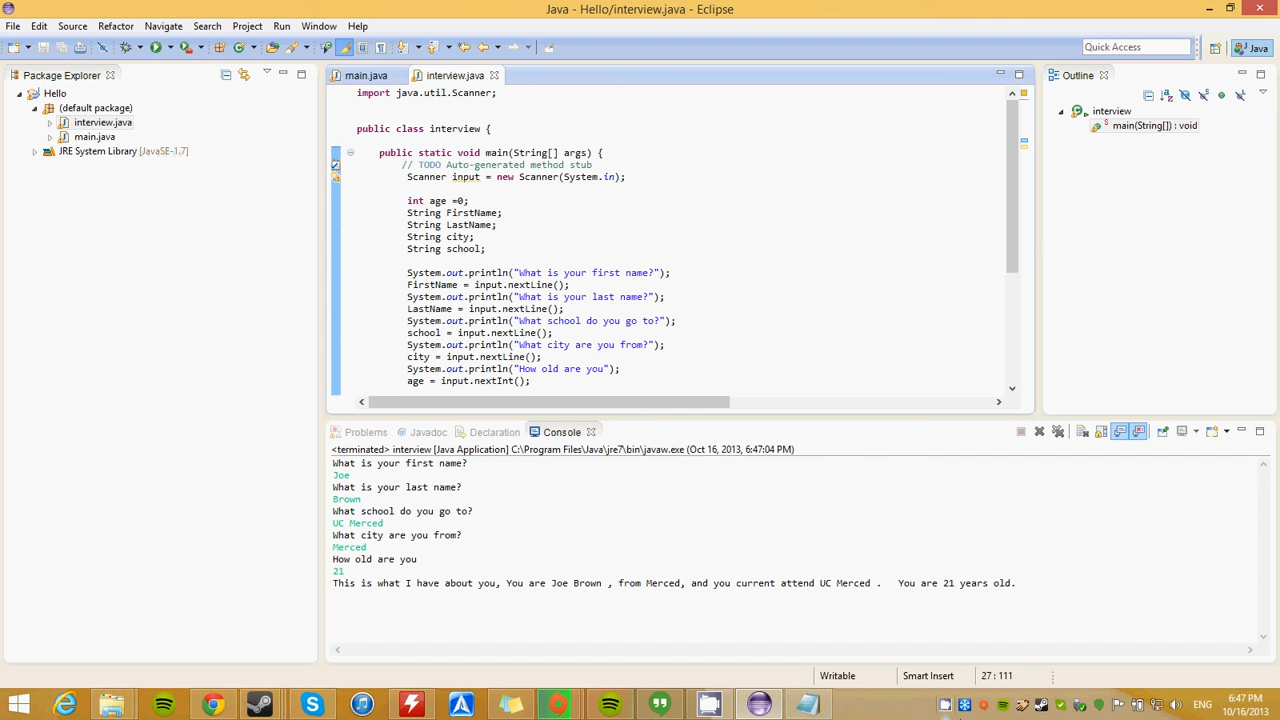 Java - Hello/interview.java - Eclipse
File Edit Source Refactor Navigate Search Project Run Window Help
Quick Access
Java
Package Explorer
main.java
interview.java
Outline
Hello
(default package)
interview.java
main.java
JRE System Library [JavaSE-1.7]
import java.util.Scanner;
public class interview {
public static void main(String[] args) {
// TODO Auto-generated method stub
Scanner input = new Scanner(System.in);
int age =0;
String FirstName;
String LastName;
String city;
String school;
System.out.println("What is your first name?");
FirstName = input.nextLine();
System.out.println("What is your last name?");
LastName = input.nextLine();
System.out.println("What school do you go to?");
school = input.nextLine();
System.out.println("What city are you from?");
city = input.nextLine();
System.out.println("How old are you");
age = input.nextInt();
interview
main(String[]) : void
Problems Javadoc Declaration Console
<terminated> interview [Java Application] C:\Program Files\Java\jre7\bin\javaw.exe (Oct 16, 2013, 6:47:04 PM)
What is your first name?
Joe
What is your last name?
Brown
What school do you go to?
UC Merced
What city are you from?
Merced
How old are you
21
This is what I have about you, You are Joe Brown , from Merced, and you current attend UC Merced .   You are 21 years old.
Writable
Smart Insert
27 : 111
ENG
6:47 PM
10/16/2013